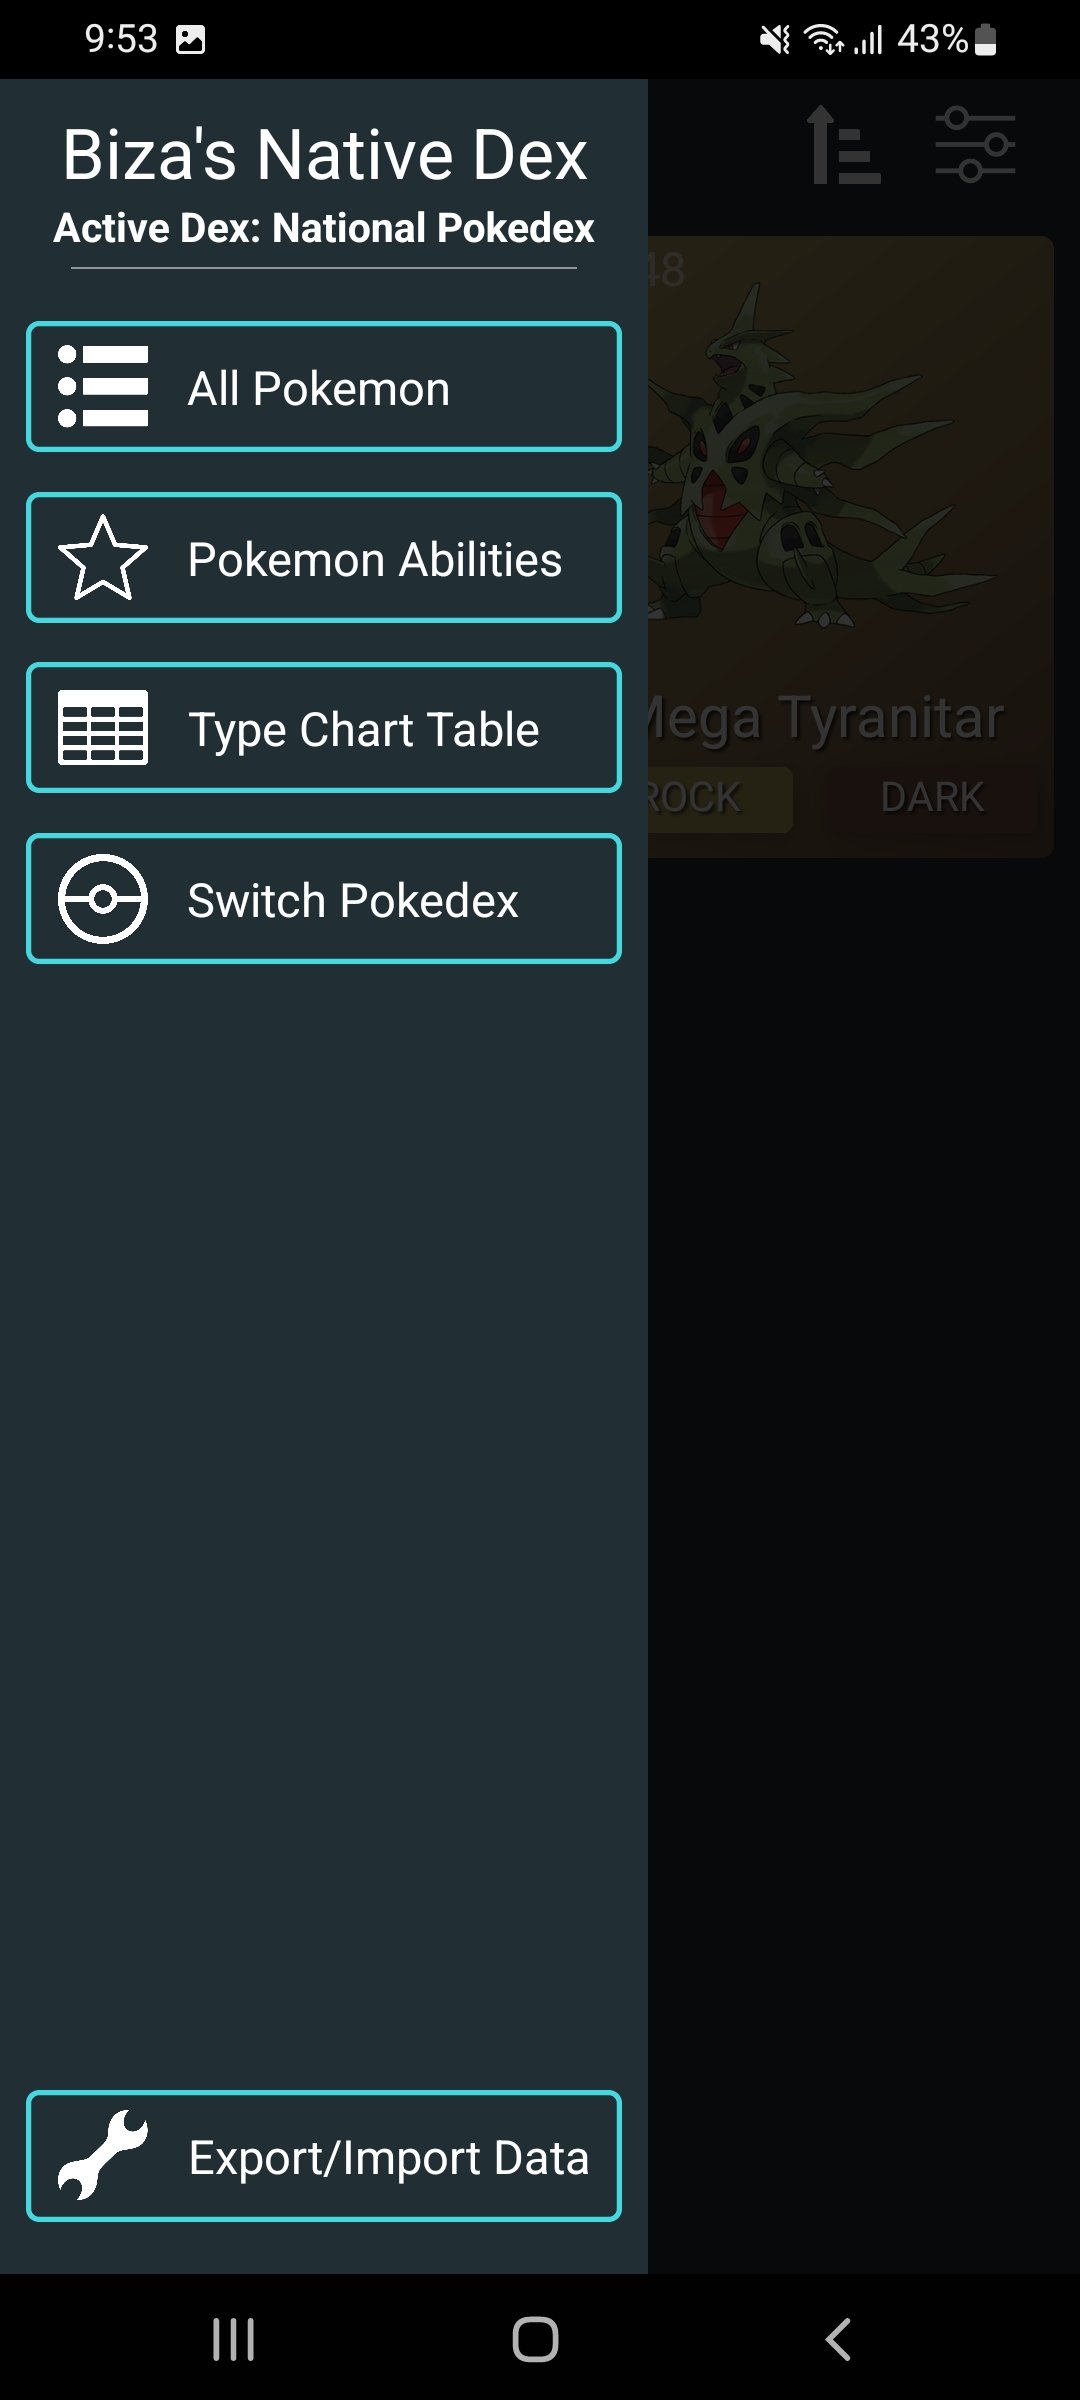 9:53
43%
Biza's Native Dex
Active Dex: National Pokedex
48
All Pokemon
Pokemon Abilities
Mega Tyranitar
Type Chart Table
ROCK
DARK
Switch Pokedex
Export/Import Data